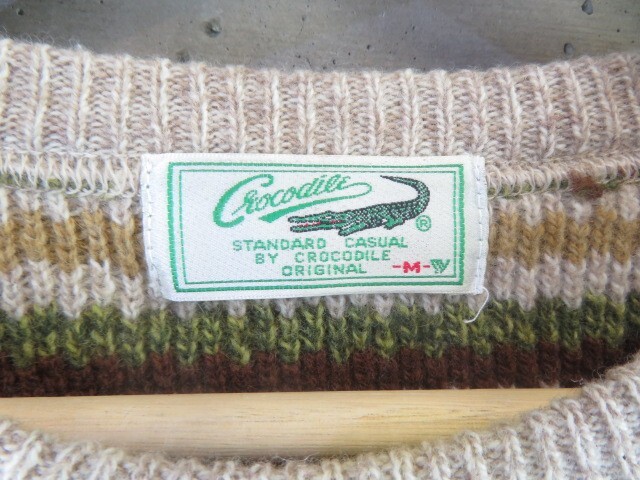 Crocodile
®
STANDARD CASUAL
BY CROCODILE
ORIGINAL -M-